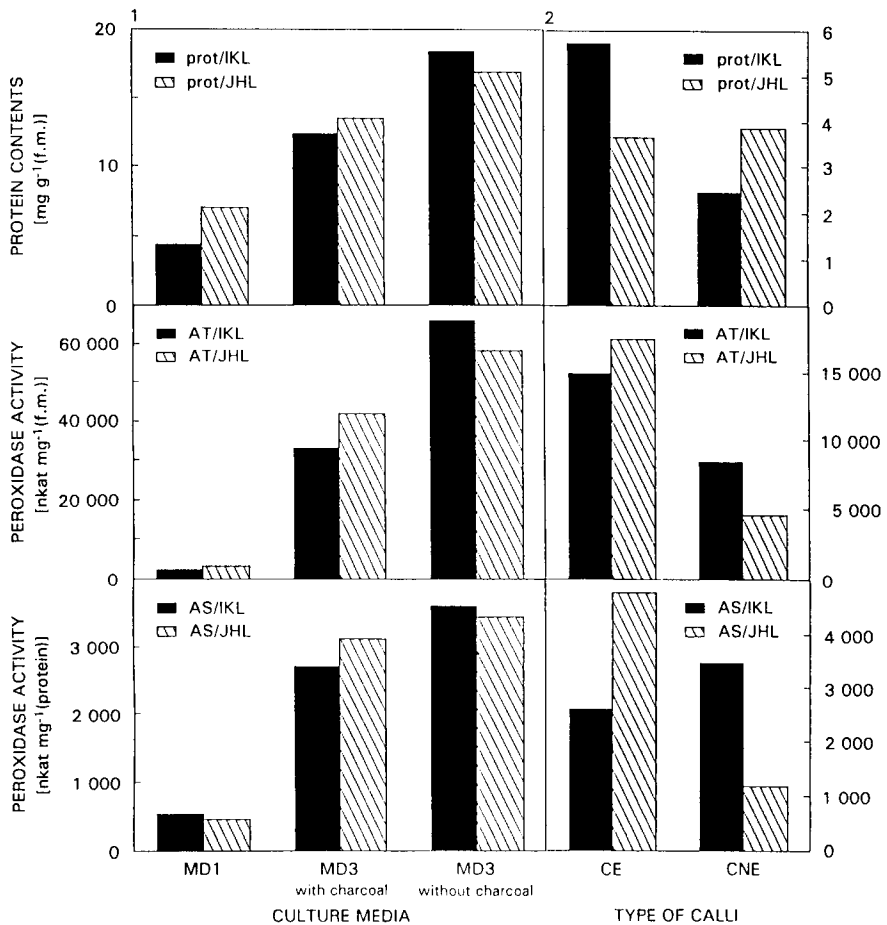 1
2
20
10
0
PROTEIN CONTENTS
[mg g⁻¹(f.m.)]
prot/IKL
prot/JHL
prot/IKL
prot/JHL
6
5
4
3
2
1
0
60 000
40 000
20 000
0
PEROXIDASE ACTIVITY
[nkat mg⁻¹(f.m.)]
AT/IKL
AT/JHL
AT/IKL
AT/JHL
15 000
10 000
5 000
0
3 000
2 000
1 000
0
PEROXIDASE ACTIVITY
[nkat mg⁻¹(protein)]
AS/IKL
AS/JHL
AS/IKL
AS/JHL
4 000
3 000
2 000
1 000
0
MD1 MD3 MD3 CE CNE
with charcoal without charcoal
CULTURE MEDIA TYPE OF CALLI